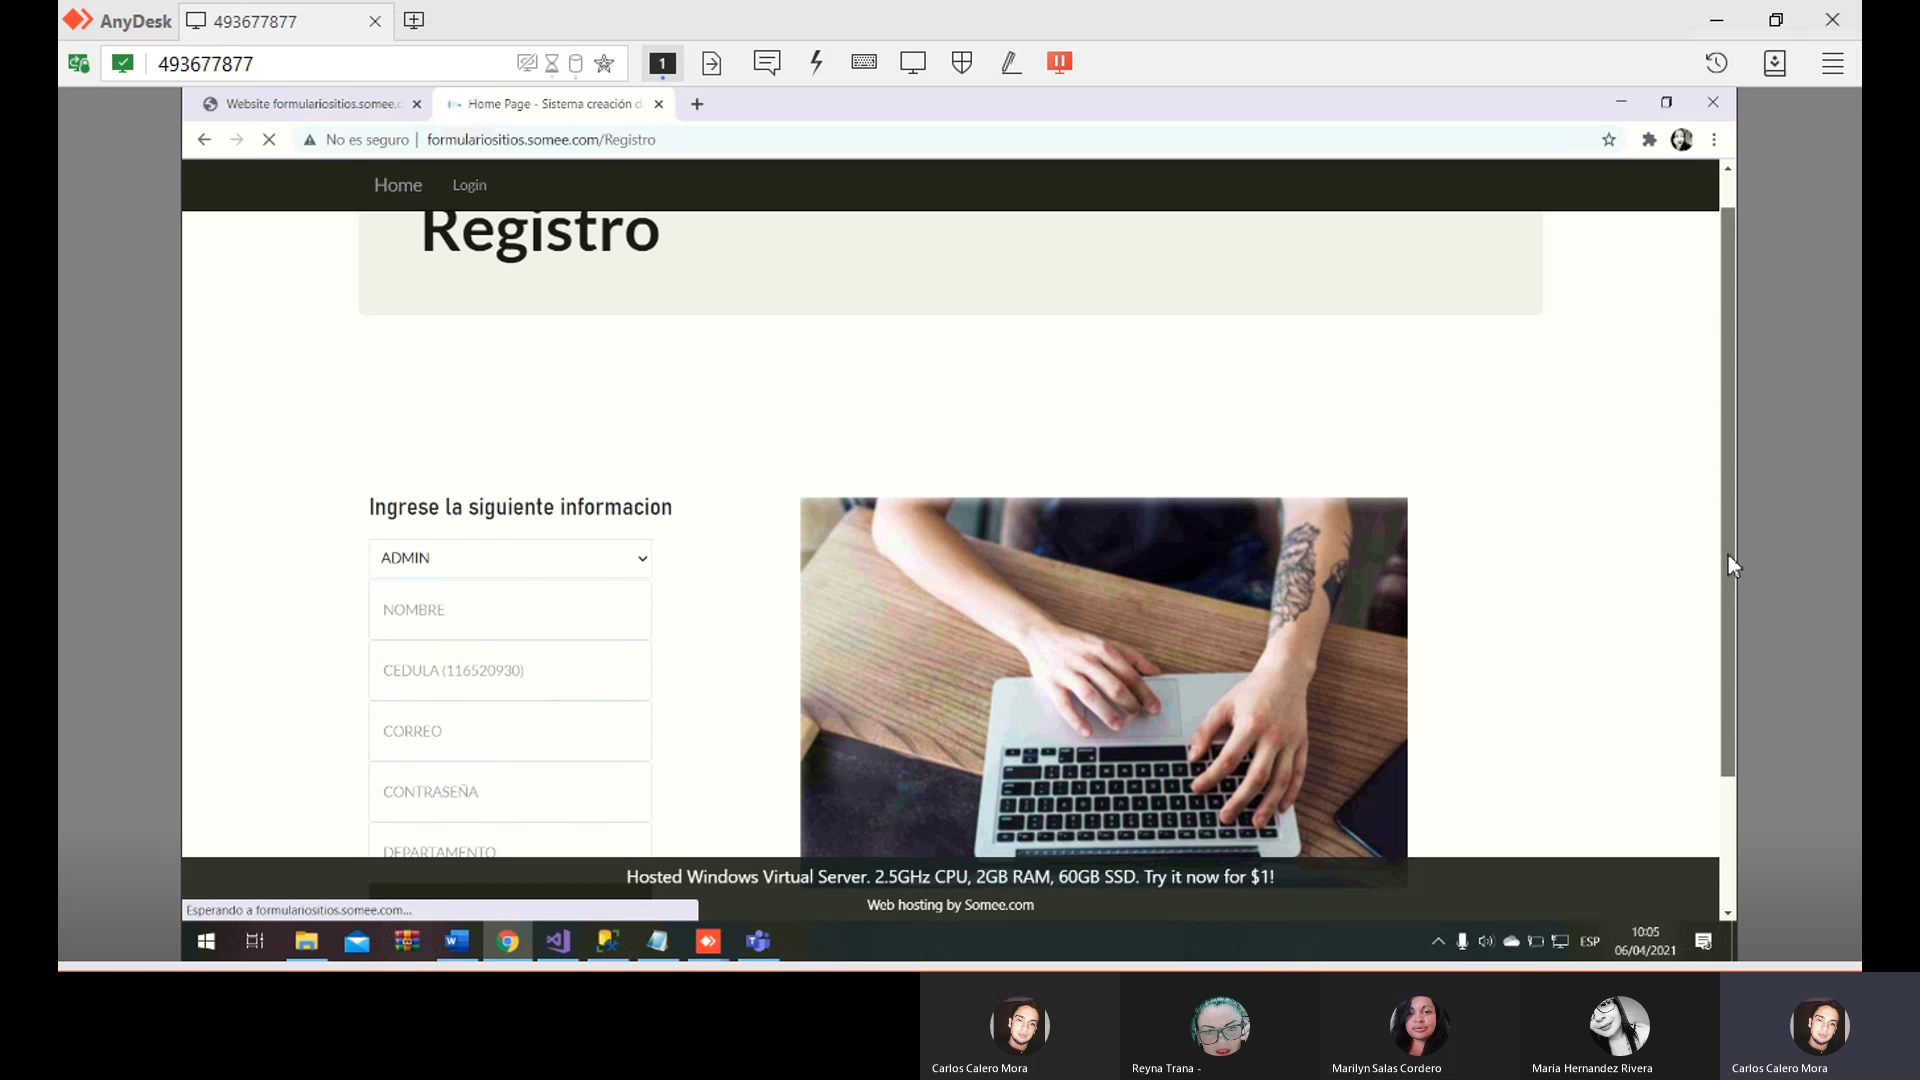 AnyDesk
493677877
493677877
1
Website formulariositios.somee.c
Home Page - Sistema creación d
No es seguro
formulariositios.somee.com/Registro
Home
Login
Registro
Ingrese la siguiente informacion
ADMIN
NOMBRE
CEDULA (116520930)
CORREO
CONTRASEÑA
DEPARTAMENTO
Hosted Windows Virtual Server. 2.5GHz CPU, 2GB RAM, 60GB SSD. Try it now for $1!
Web hosting by Somee.com
Esperando a formulariositios.somee.com...
ESP
10:05
06/04/2021
Carlos Calero Mora
Reyna Trana -
Marilyn Salas Cordero
Maria Hernandez Rivera
Carlos Calero Mora